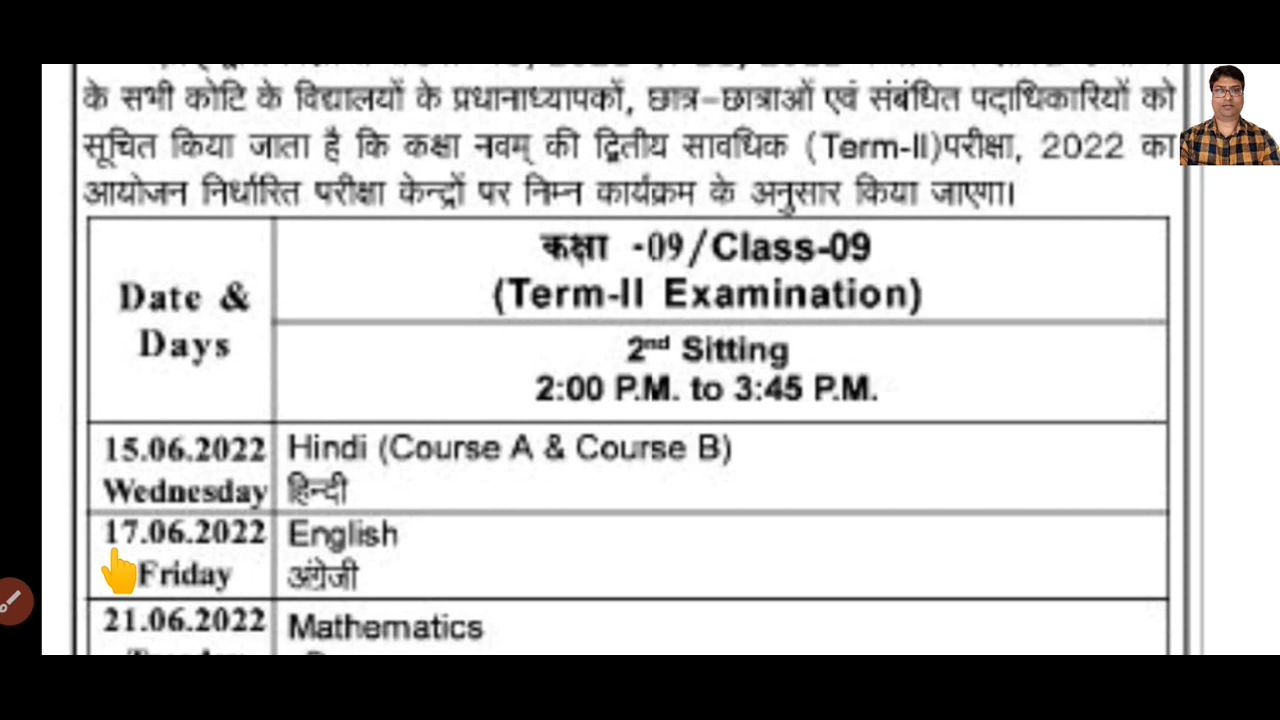 के सभी कोटि के विद्यालयों के प्रधानाध्यापकों, छात्र-छात्राओं एवं संबंधित पदाधिकारियों को
सूचित किया जाता है कि कक्षा नवम् की द्वितीय सावधिक (Term-II)परीक्षा, 2022 का
आयोजन निर्धारित परीक्षा केन्द्रों पर निम्न कार्यक्रम के अनुसार किया जाएगा।
Date &
Days
कक्षा -09/Class-09
(Term-II Examination)
2nd Sitting
2:00 P.M. to 3:45 P.M.
15.06.2022
Wednesday
Hindi (Course A & Course B)
हिन्दी
17.06.2022
Friday
English
अंग्रेजी
21.06.2022
Mathematics